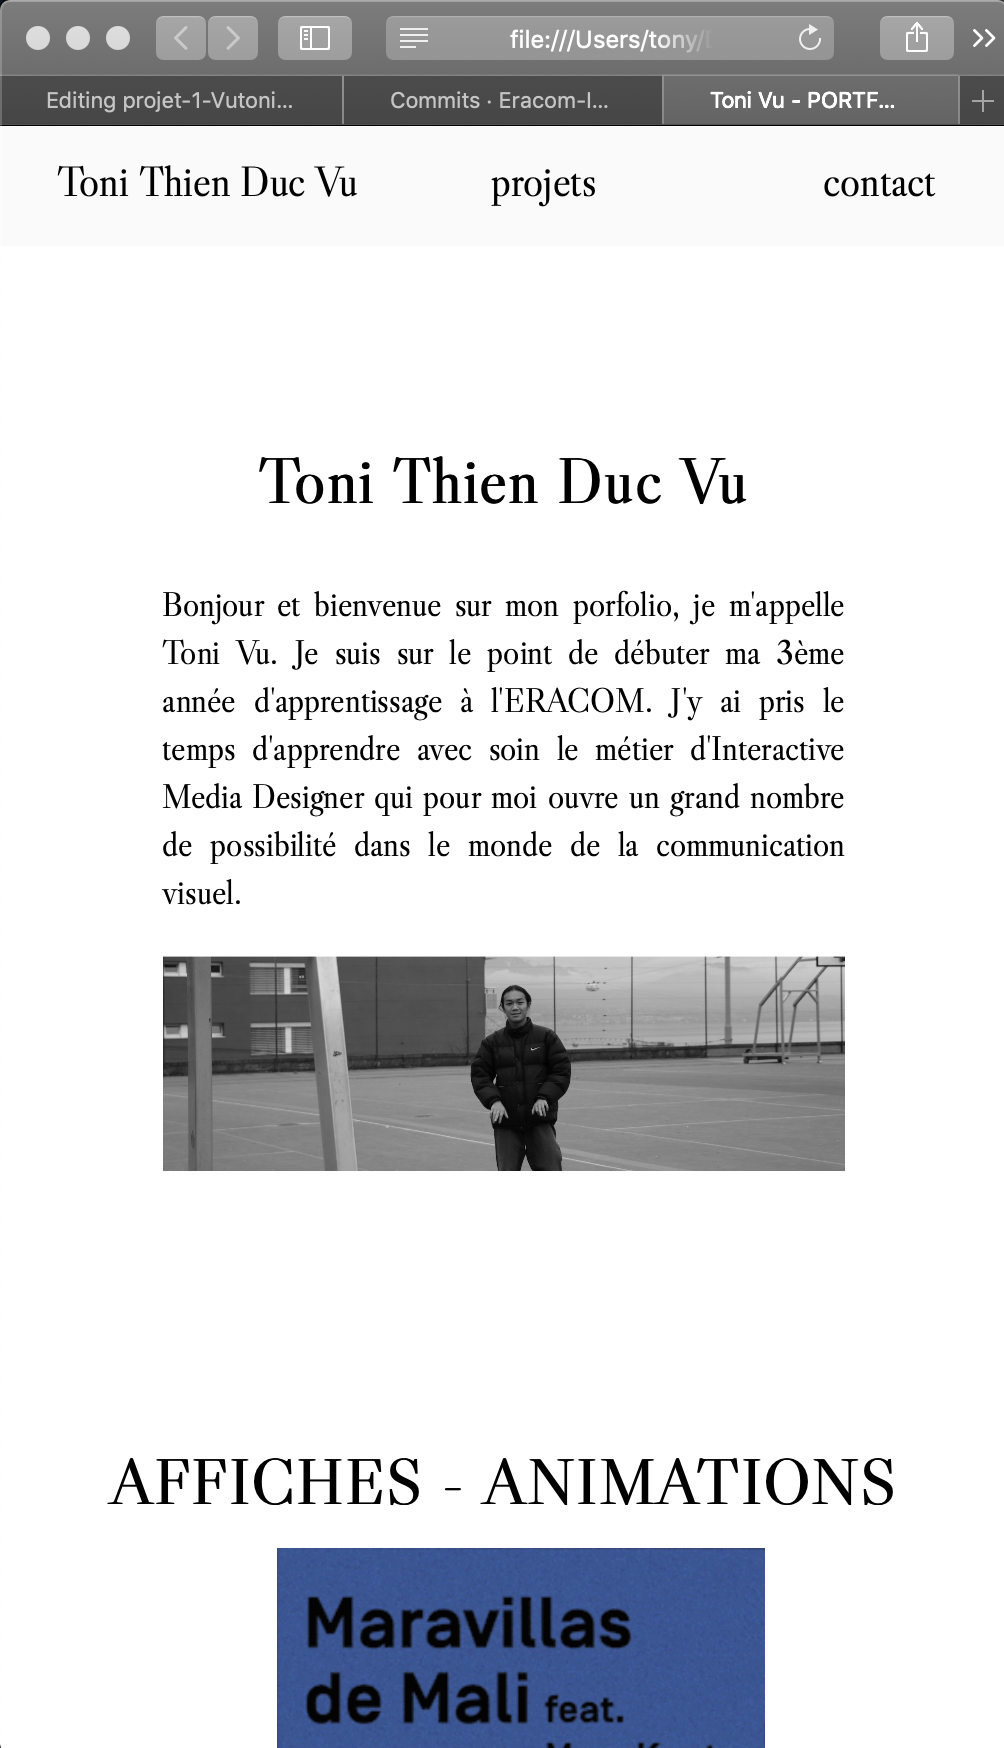 file:///Users/tony/
Editing projet-1-Vutoni...
Commits · Eracom-I...
Toni Vu - PORTF...
Toni Thien Duc Vu
projets
contact
Toni Thien Duc Vu
Bonjour et bienvenue sur mon porfolio, je m'appelle
Toni Vu. Je suis sur le point de débuter ma 3ème
année d'apprentissage à l'ERACOM. J'y ai pris le
temps d'apprendre avec soin le métier d'Interactive
Media Designer qui pour moi ouvre un grand nombre
de possibilité dans le monde de la communication
visuel.
AFFICHES - ANIMATIONS
Maravillas
de Mali feat.